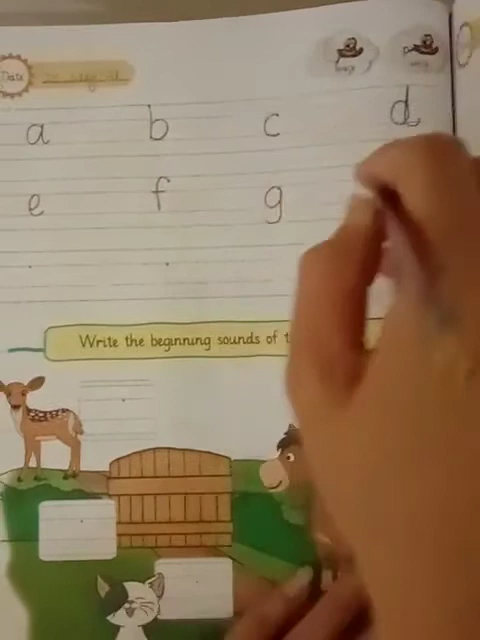 Date
a b c d
e f g
Write the beginning sounds of